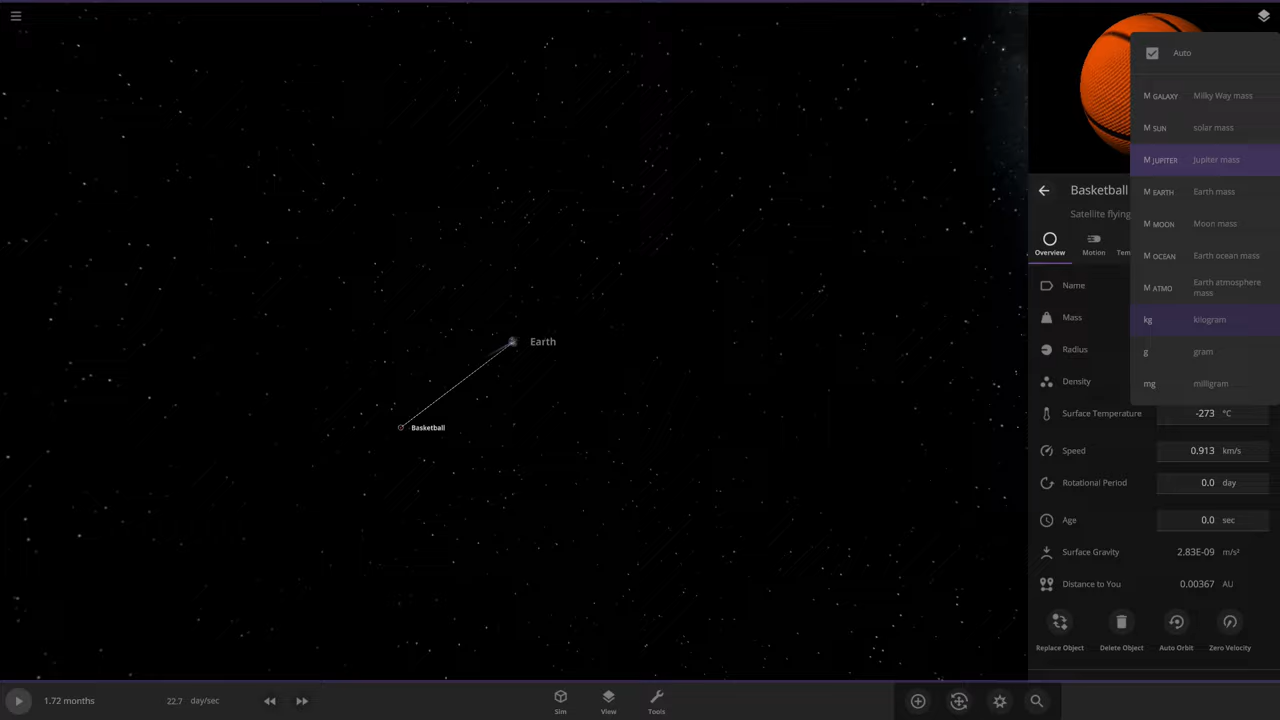 Auto
M GALAXY Milky Way mass
M SUN solar mass
M JUPITER Jupiter mass
M EARTH Earth mass
M MOON Moon mass
M OCEAN Earth ocean mass
M ATMO Earth atmosphere
mass
kg kilogram
g gram
mg milligram
Basketball
Satellite flying
Overview Motion Tem
Name
Mass
Radius
Density
Surface Temperature -273 °C
Speed 0.913 km/s
Rotational Period 0.0 day
Age 0.0 sec
Surface Gravity 2.83E-09 m/s²
Distance to You 0.00367 AU
Replace Object Delete Object Auto Orbit Zero Velocity
Earth
Basketball
1.72 months 22.7 day/sec
Sim View Tools